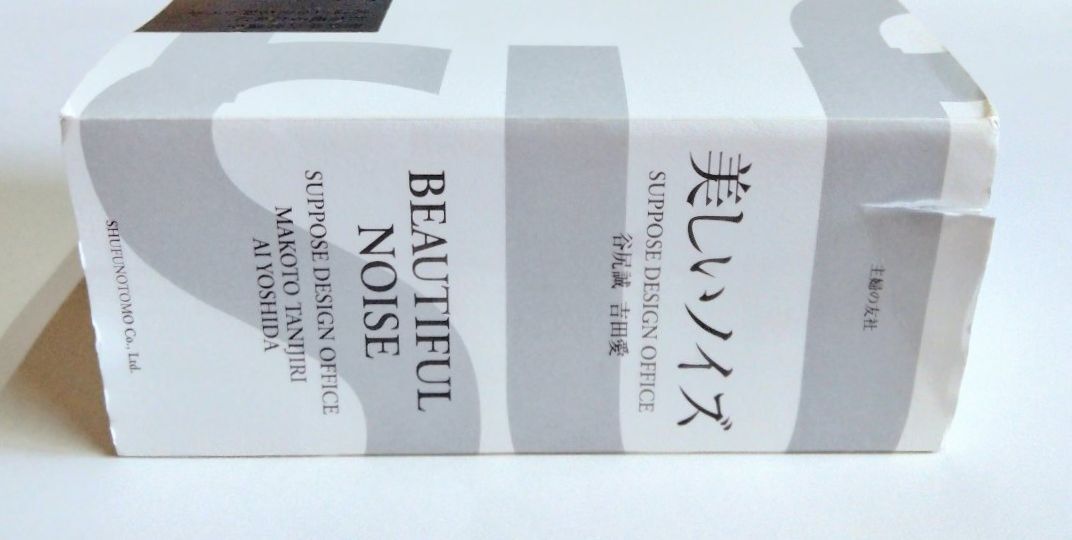 美しいノイズ
SUPPOSE DESIGN OFFICE
谷尻誠 吉田愛
主婦の友社
BEAUTIFUL
NOISE
SUPPOSE DESIGN OFFICE
MAKOTO TANIJIRI
AI YOSHIDA
SHUFUNOTOMO Co., Ltd.